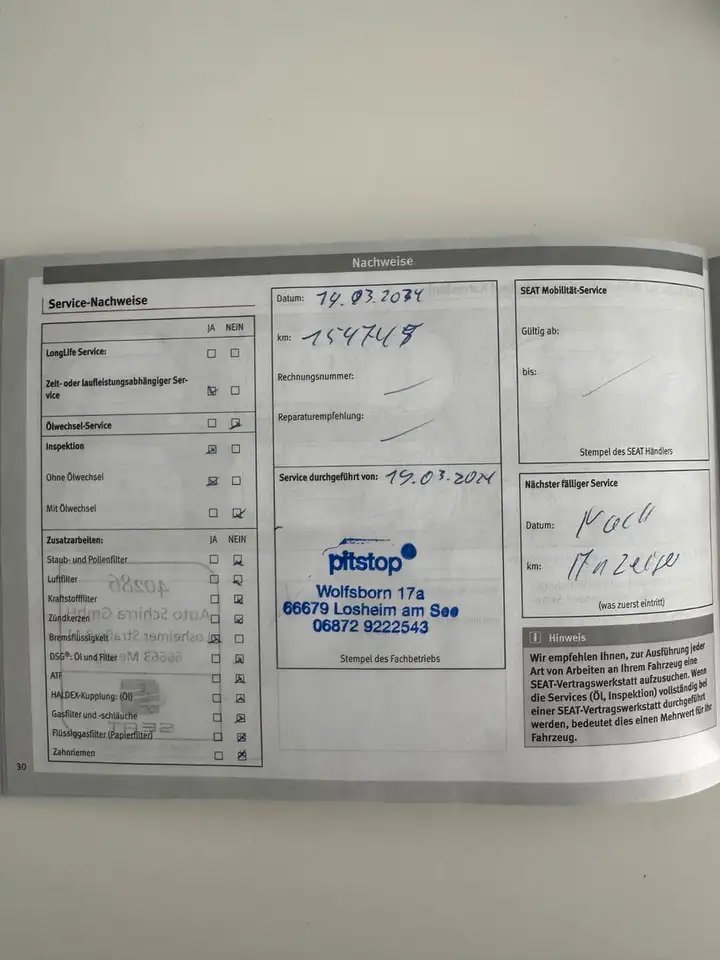 Nachweise
Service-Nachweise
JA NEIN
LongLife Service:
Zeit- oder laufleistungsabhängiger Ser-
vice
Ölwechsel-Service
Inspektion
Ohne Ölwechsel
Mit Ölwechsel
Zusatzarbeiten: JA NEIN
Staub- und Pollenfilter
Luftfilter
Kraftstofffilter
Zündkerzen
Bremsflüssigkeit
DSG®: Öl und Filter
ATF
HALDEX-Kupplung: (Öl)
Gasfilter und -schläuche
Flüssiggasfilter (Papierfilter)
Zahnriemen
30
Datum:
km:
Rechnungsnummer:
Reparaturempfehlung:
Service durchgeführt von: 19.03.2024
pitstop
Wolfsborn 17a
66679 Losheim am See
06872 9222543
Stempel des Fachbetriebs
SEAT Mobilität-Service
Gültig ab:
bis:
Stempel des SEAT Händlers
Nächster fälliger Service
Datum: Nach
km: Anzeige
(was zuerst eintritt)
i Hinweis
Wir empfehlen Ihnen, zur Ausführung jeder
Art von Arbeiten an Ihrem Fahrzeug eine
SEAT-Vertragswerkstatt aufzusuchen. Wenn
die Services (Öl, Inspektion) vollständig bei
einer SEAT-Vertragswerkstatt durchgeführt
werden, bedeutet dies einen Mehrwert für Ihr
Fahrzeug.